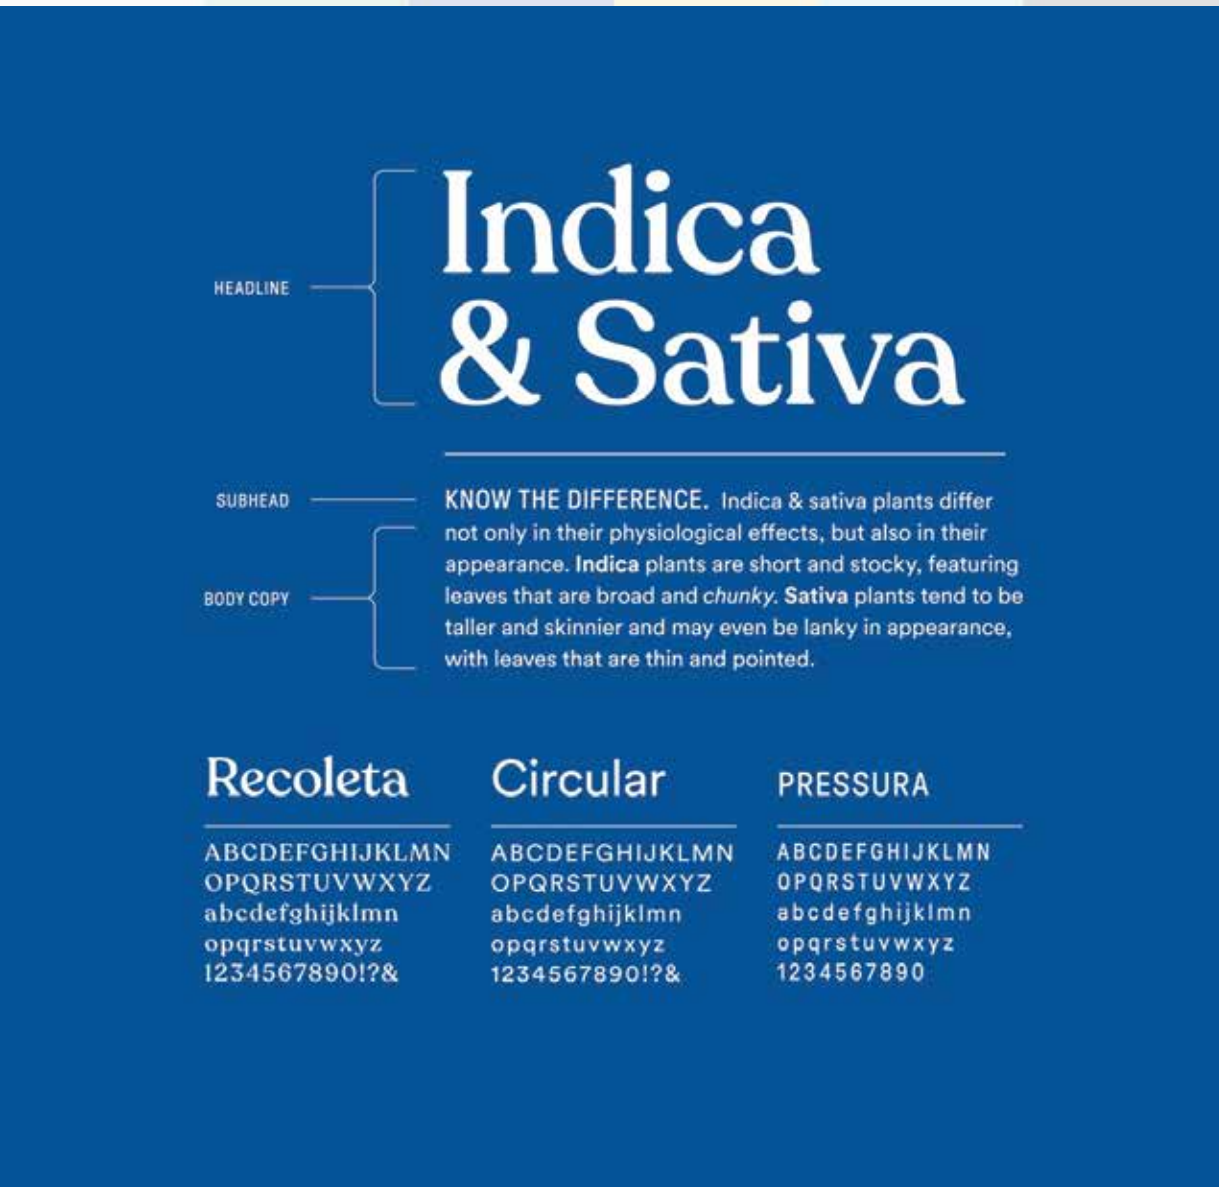 Indica
& Sativa
HEADLINE
SUBHEAD
KNOW THE DIFFERENCE. Indica & sativa plants differ
not only in their physiological effects, but also in their
appearance. Indica plants are short and stocky, featuring
BODY COPY
leaves that are broad and chunky. Sativa plants tend to be
taller and skinnier and may even be lanky in appearance,
with leaves that are thin and pointed.
Recoleta
ABCDEFGHIJKLMN
OPQRSTUVWXYZ
abcdefghijklmn
opqrstuvwxyz
1234567890!?&
Circular
ABCDEFGHIJKLMN
OPQRSTUVWXYZ
abcdefghijklmn
opqrstuvwxyz
1234567890!?&
PRESSURA
ABCDEFGHIJKLMN
OPQRSTUVWXYZ
abcdefghijklmn
opqrstuvwxyz
1234567890